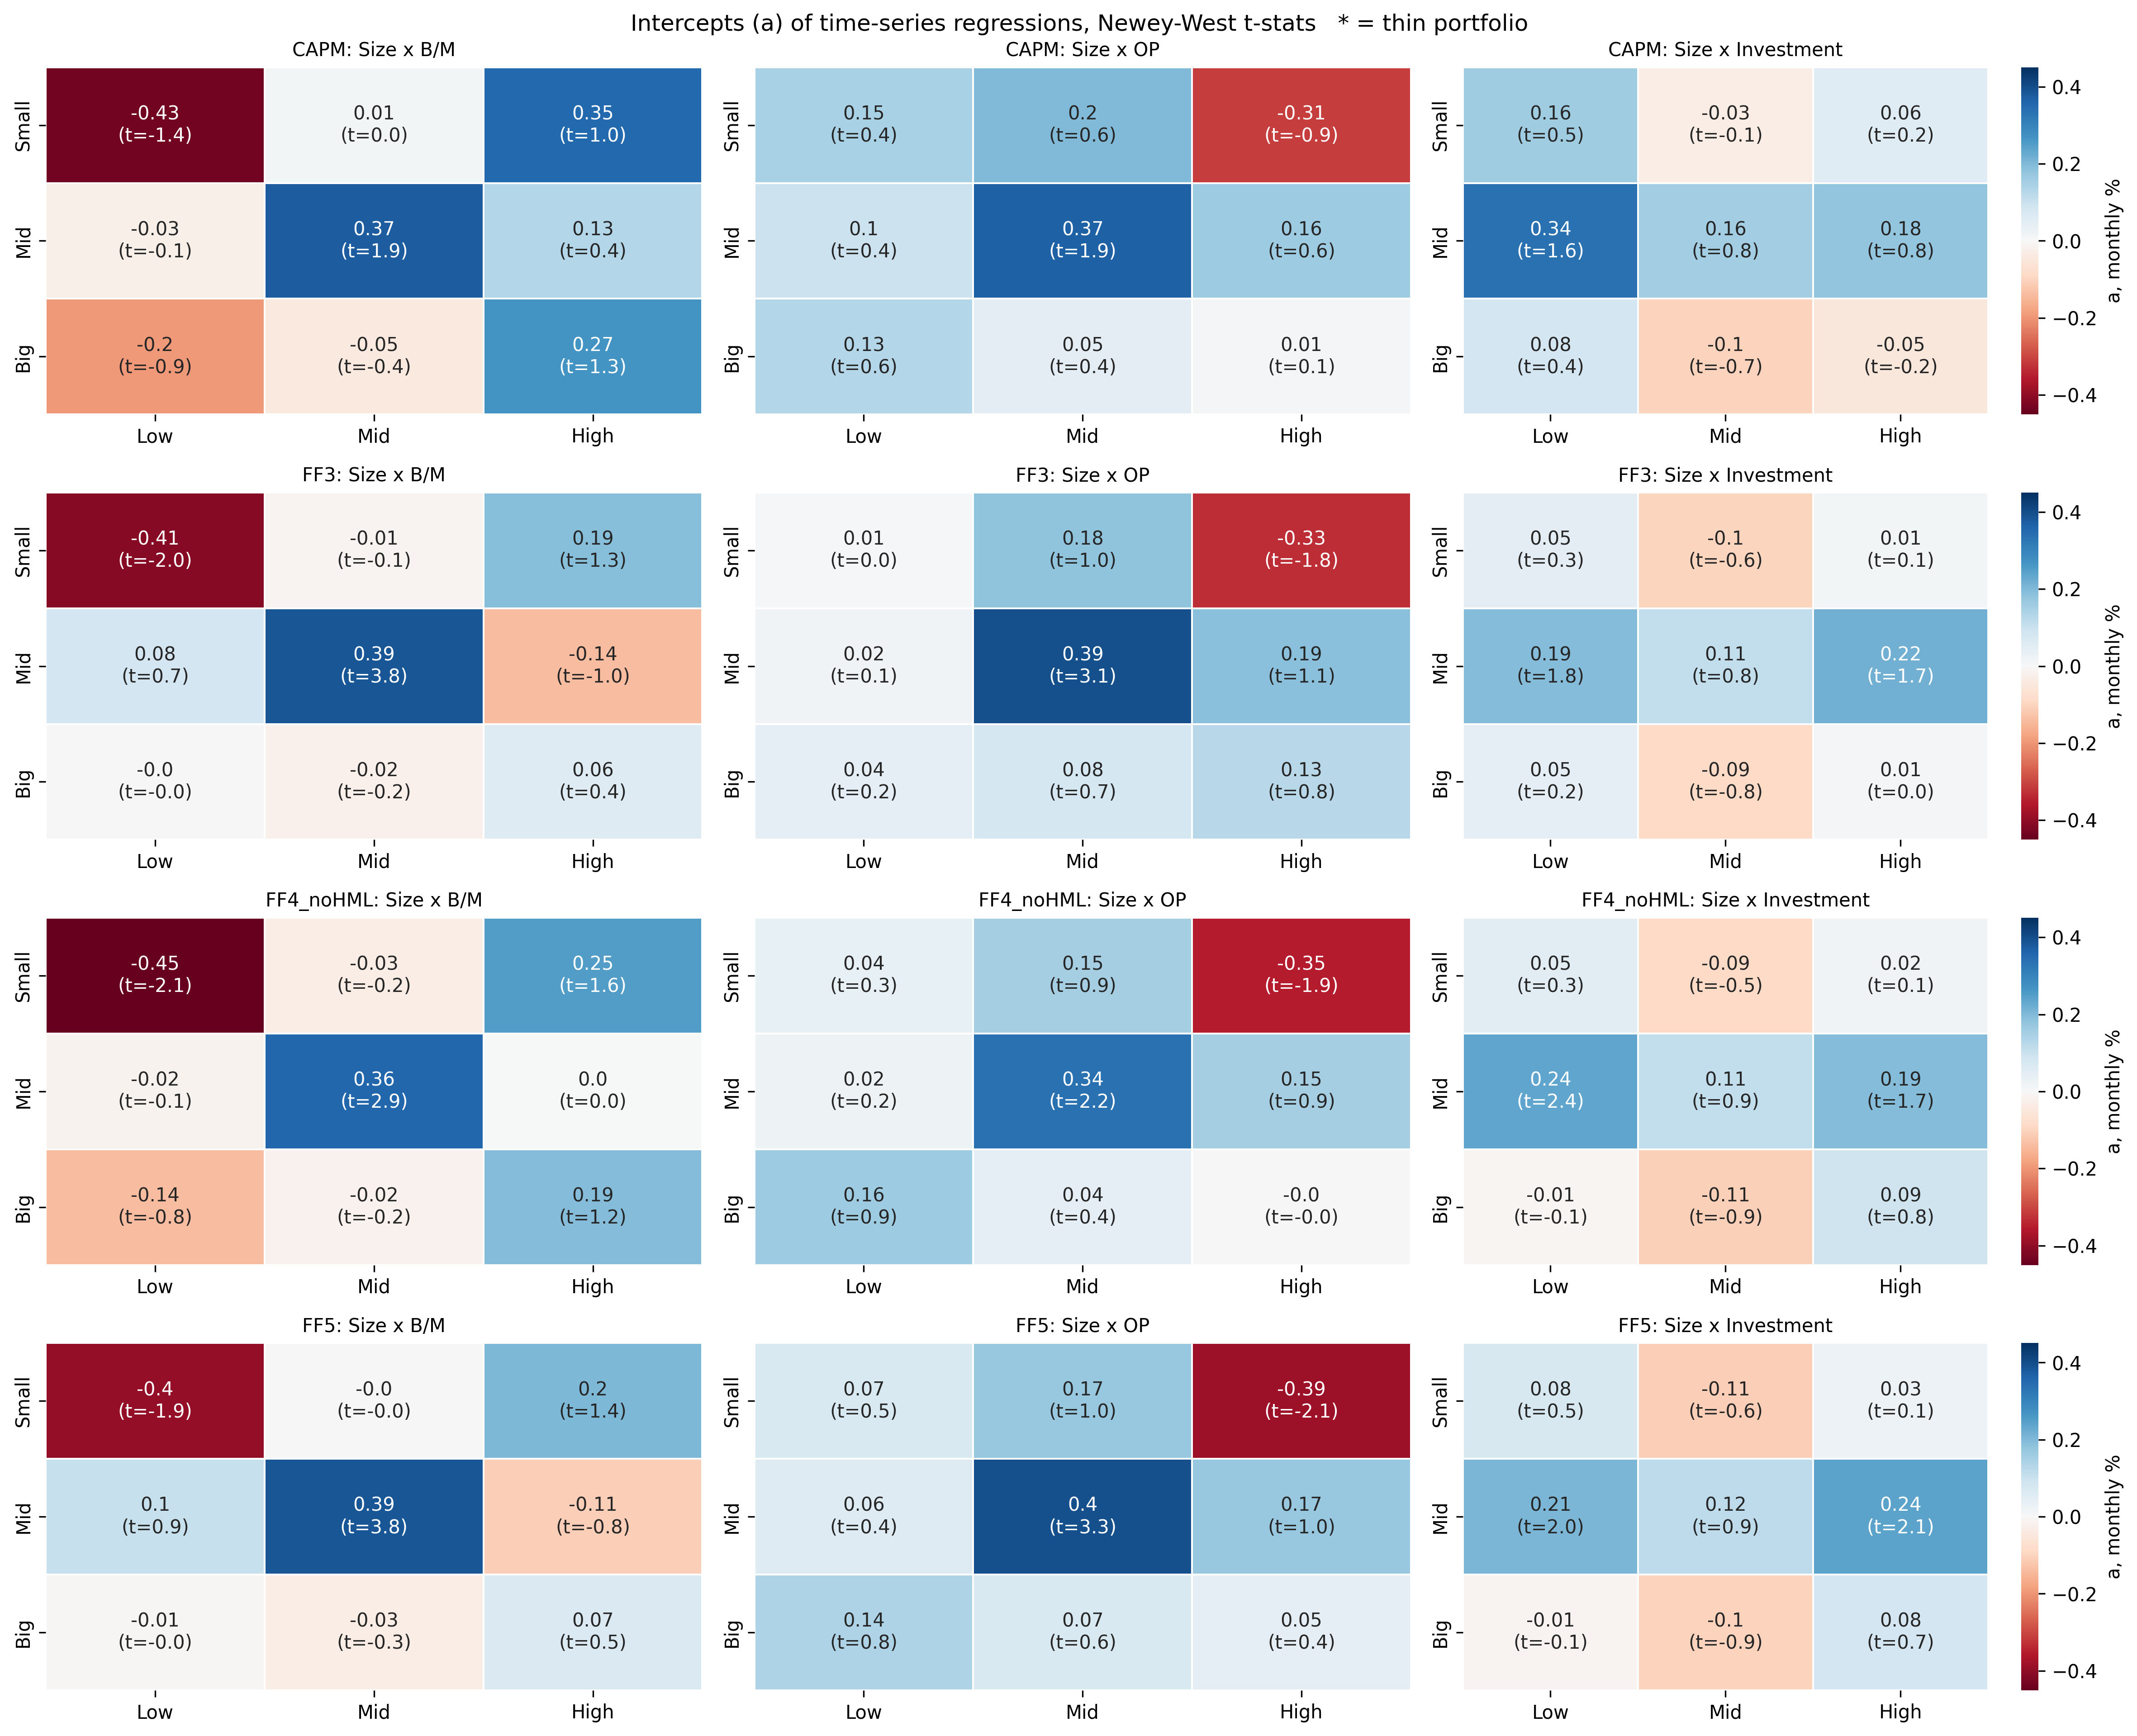 Intercepts (a) of time-series regressions, Newey-West t-stats   * = thin portfolio
CAPM: Size x B/M
Small
Mid
Big
-0.43
(t=-1.4)
0.01
(t=0.0)
0.35
(t=1.0)
-0.03
(t=-0.1)
0.37
(t=1.9)
0.13
(t=0.4)
-0.2
(t=-0.9)
-0.05
(t=-0.4)
0.27
(t=1.3)
Low
Mid
High
CAPM: Size x OP
Small
Mid
Big
0.15
(t=0.4)
0.2
(t=0.6)
-0.31
(t=-0.9)
0.1
(t=0.4)
0.37
(t=1.9)
0.16
(t=0.6)
0.13
(t=0.6)
0.05
(t=0.4)
0.01
(t=0.1)
Low
Mid
High
CAPM: Size x Investment
Small
Mid
Big
0.16
(t=0.5)
-0.03
(t=-0.1)
0.06
(t=0.2)
0.34
(t=1.6)
0.16
(t=0.8)
0.18
(t=0.8)
0.08
(t=0.4)
-0.1
(t=-0.7)
-0.05
(t=-0.2)
Low
Mid
High
0.4
0.2
0.0
−0.2
−0.4
a, monthly %
FF3: Size x B/M
Small
Mid
Big
-0.41
(t=-2.0)
-0.01
(t=-0.1)
0.19
(t=1.3)
0.08
(t=0.7)
0.39
(t=3.8)
-0.14
(t=-1.0)
-0.0
(t=-0.0)
-0.02
(t=-0.2)
0.06
(t=0.4)
Low
Mid
High
FF3: Size x OP
Small
Mid
Big
0.01
(t=0.0)
0.18
(t=1.0)
-0.33
(t=-1.8)
0.02
(t=0.1)
0.39
(t=3.1)
0.19
(t=1.1)
0.04
(t=0.2)
0.08
(t=0.7)
0.13
(t=0.8)
Low
Mid
High
FF3: Size x Investment
Small
Mid
Big
0.05
(t=0.3)
-0.1
(t=-0.6)
0.01
(t=0.1)
0.19
(t=1.8)
0.11
(t=0.8)
0.22
(t=1.7)
0.05
(t=0.2)
-0.09
(t=-0.8)
0.01
(t=0.0)
Low
Mid
High
0.4
0.2
0.0
−0.2
−0.4
a, monthly %
FF4_noHML: Size x B/M
Small
Mid
Big
-0.45
(t=-2.1)
-0.03
(t=-0.2)
0.25
(t=1.6)
-0.02
(t=-0.1)
0.36
(t=2.9)
0.0
(t=0.0)
-0.14
(t=-0.8)
-0.02
(t=-0.2)
0.19
(t=1.2)
Low
Mid
High
FF4_noHML: Size x OP
Small
Mid
Big
0.04
(t=0.3)
0.15
(t=0.9)
-0.35
(t=-1.9)
0.02
(t=0.2)
0.34
(t=2.2)
0.15
(t=0.9)
0.16
(t=0.9)
0.04
(t=0.4)
-0.0
(t=-0.0)
Low
Mid
High
FF4_noHML: Size x Investment
Small
Mid
Big
0.05
(t=0.3)
-0.09
(t=-0.5)
0.02
(t=0.1)
0.24
(t=2.4)
0.11
(t=0.9)
0.19
(t=1.7)
-0.01
(t=-0.1)
-0.11
(t=-0.9)
0.09
(t=0.8)
Low
Mid
High
0.4
0.2
0.0
−0.2
−0.4
a, monthly %
FF5: Size x B/M
Small
Mid
Big
-0.4
(t=-1.9)
-0.0
(t=-0.0)
0.2
(t=1.4)
0.1
(t=0.9)
0.39
(t=3.8)
-0.11
(t=-0.8)
-0.01
(t=-0.0)
-0.03
(t=-0.3)
0.07
(t=0.5)
Low
Mid
High
FF5: Size x OP
Small
Mid
Big
0.07
(t=0.5)
0.17
(t=1.0)
-0.39
(t=-2.1)
0.06
(t=0.4)
0.4
(t=3.3)
0.17
(t=1.0)
0.14
(t=0.8)
0.07
(t=0.6)
0.05
(t=0.4)
Low
Mid
High
FF5: Size x Investment
Small
Mid
Big
0.08
(t=0.5)
-0.11
(t=-0.6)
0.03
(t=0.1)
0.21
(t=2.0)
0.12
(t=0.9)
0.24
(t=2.1)
-0.01
(t=-0.1)
-0.1
(t=-0.9)
0.08
(t=0.7)
Low
Mid
High
0.4
0.2
0.0
−0.2
−0.4
a, monthly %